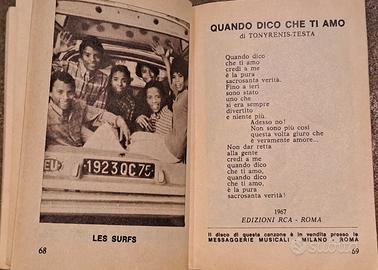 EU
1923QC75
LES SURFS
68
QUANDO DICO CHE TI AMO
di TONYRENIS-TESTA
Quando dico
che ti amo
credi a me
è la pura
sacrosanta verità.
Fino a ieri
sono stato
uno che
si era sempre
divertito
e niente più.
Adesso no!
Non sono più così
questa volta giuro che
è veramente amore...
Non dar retta
alla gente
credi a me
quando dico
che ti amo,
quando dico
che ti amo,
è la pura
sacrosanta verità!
1967
EDIZIONI RCA - ROMA
Il disco di questa canzone è in vendita presso le
MESSAGGERIE MUSICALI - MILANO - ROMA
69